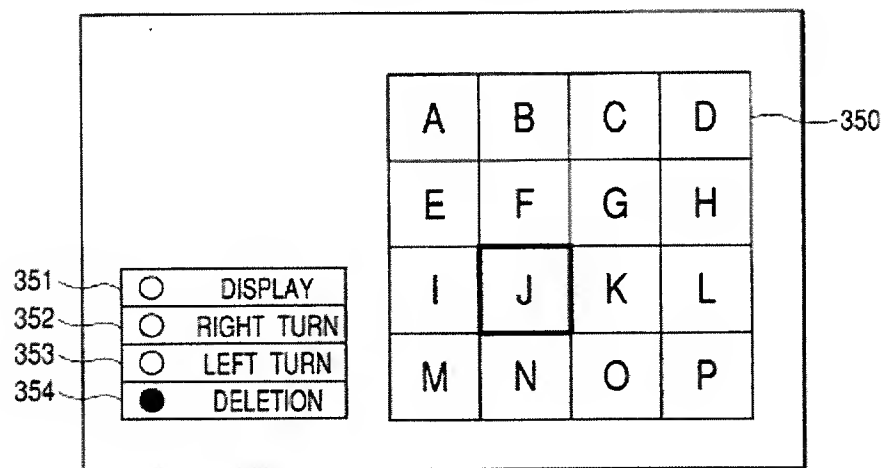 A B C D
350
E F G H
351 DISPLAY
I J K L
352 RIGHT TURN
353 LEFT TURN
M N O P
354 DELETION